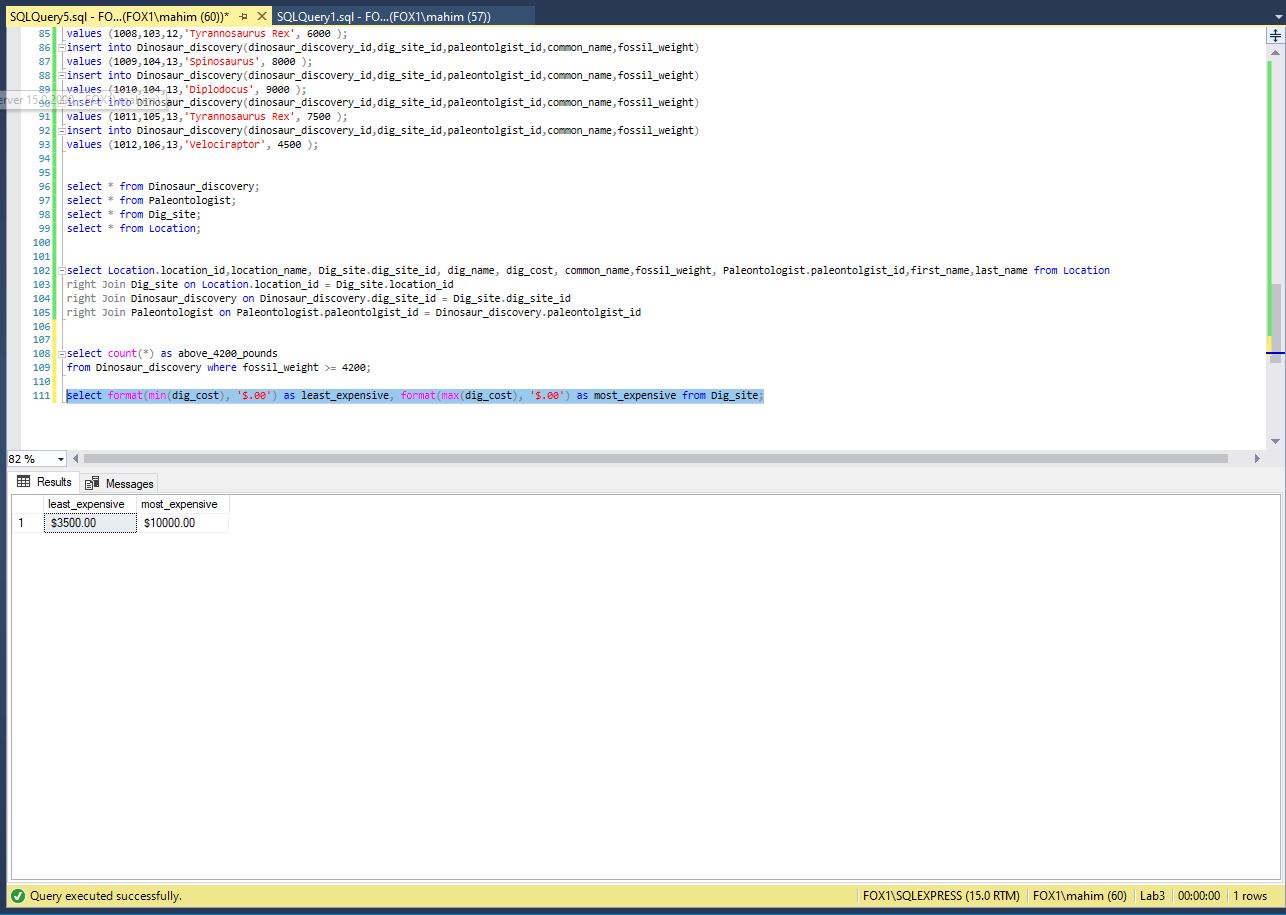 SQLQuery5.sql - FO...(FOX1\mahim (60))* SQLQuery1.sql - FO...(FOX1\mahim (57))
85 values (1008,103,12,'Tyrannosaurus Rex', 6000 );
86 insert into Dinosaur_discovery(dinosaur_discovery_id,dig_site_id,paleontolgist_id,common_name,fossil_weight)
87 values (1009,104,13,'Spinosaurus', 8000 );
88 insert into Dinosaur_discovery(dinosaur_discovery_id,dig_site_id,paleontolgist_id,common_name,fossil_weight)
89 values (1010,104,13,'Diplodocus', 9000 );
90 insert into Dinosaur_discovery(dinosaur_discovery_id,dig_site_id,paleontolgist_id,common_name,fossil_weight)
91 values (1011,105,13,'Tyrannosaurus Rex', 7500 );
92 insert into Dinosaur_discovery(dinosaur_discovery_id,dig_site_id,paleontolgist_id,common_name,fossil_weight)
93 values (1012,106,13,'Velociraptor', 4500 );
94
95
96 select * from Dinosaur_discovery;
97 select * from Paleontologist;
98 select * from Dig_site;
99 select * from Location;
100
101
102 select Location.location_id,location_name, Dig_site.dig_site_id, dig_name, dig_cost, common_name,fossil_weight, Paleontologist.paleontolgist_id,first_name,last_name from Location
103 right Join Dig_site on Location.location_id = Dig_site.location_id
104 right Join Dinosaur_discovery on Dinosaur_discovery.dig_site_id = Dig_site.dig_site_id
105 right Join Paleontologist on Paleontologist.paleontolgist_id = Dinosaur_discovery.paleontolgist_id
106
107
108 select count(*) as above_4200_pounds
109 from Dinosaur_discovery where fossil_weight >= 4200;
110
111 select format(min(dig_cost), '$.00') as least_expensive, format(max(dig_cost), '$.00') as most_expensive from Dig_site;
82 %
Results Messages
least_expensive most_expensive
1 $3500.00 $10000.00
Query executed successfully. FOX1\SQLEXPRESS (15.0 RTM) FOX1\mahim (60) Lab3 00:00:00 1 rows